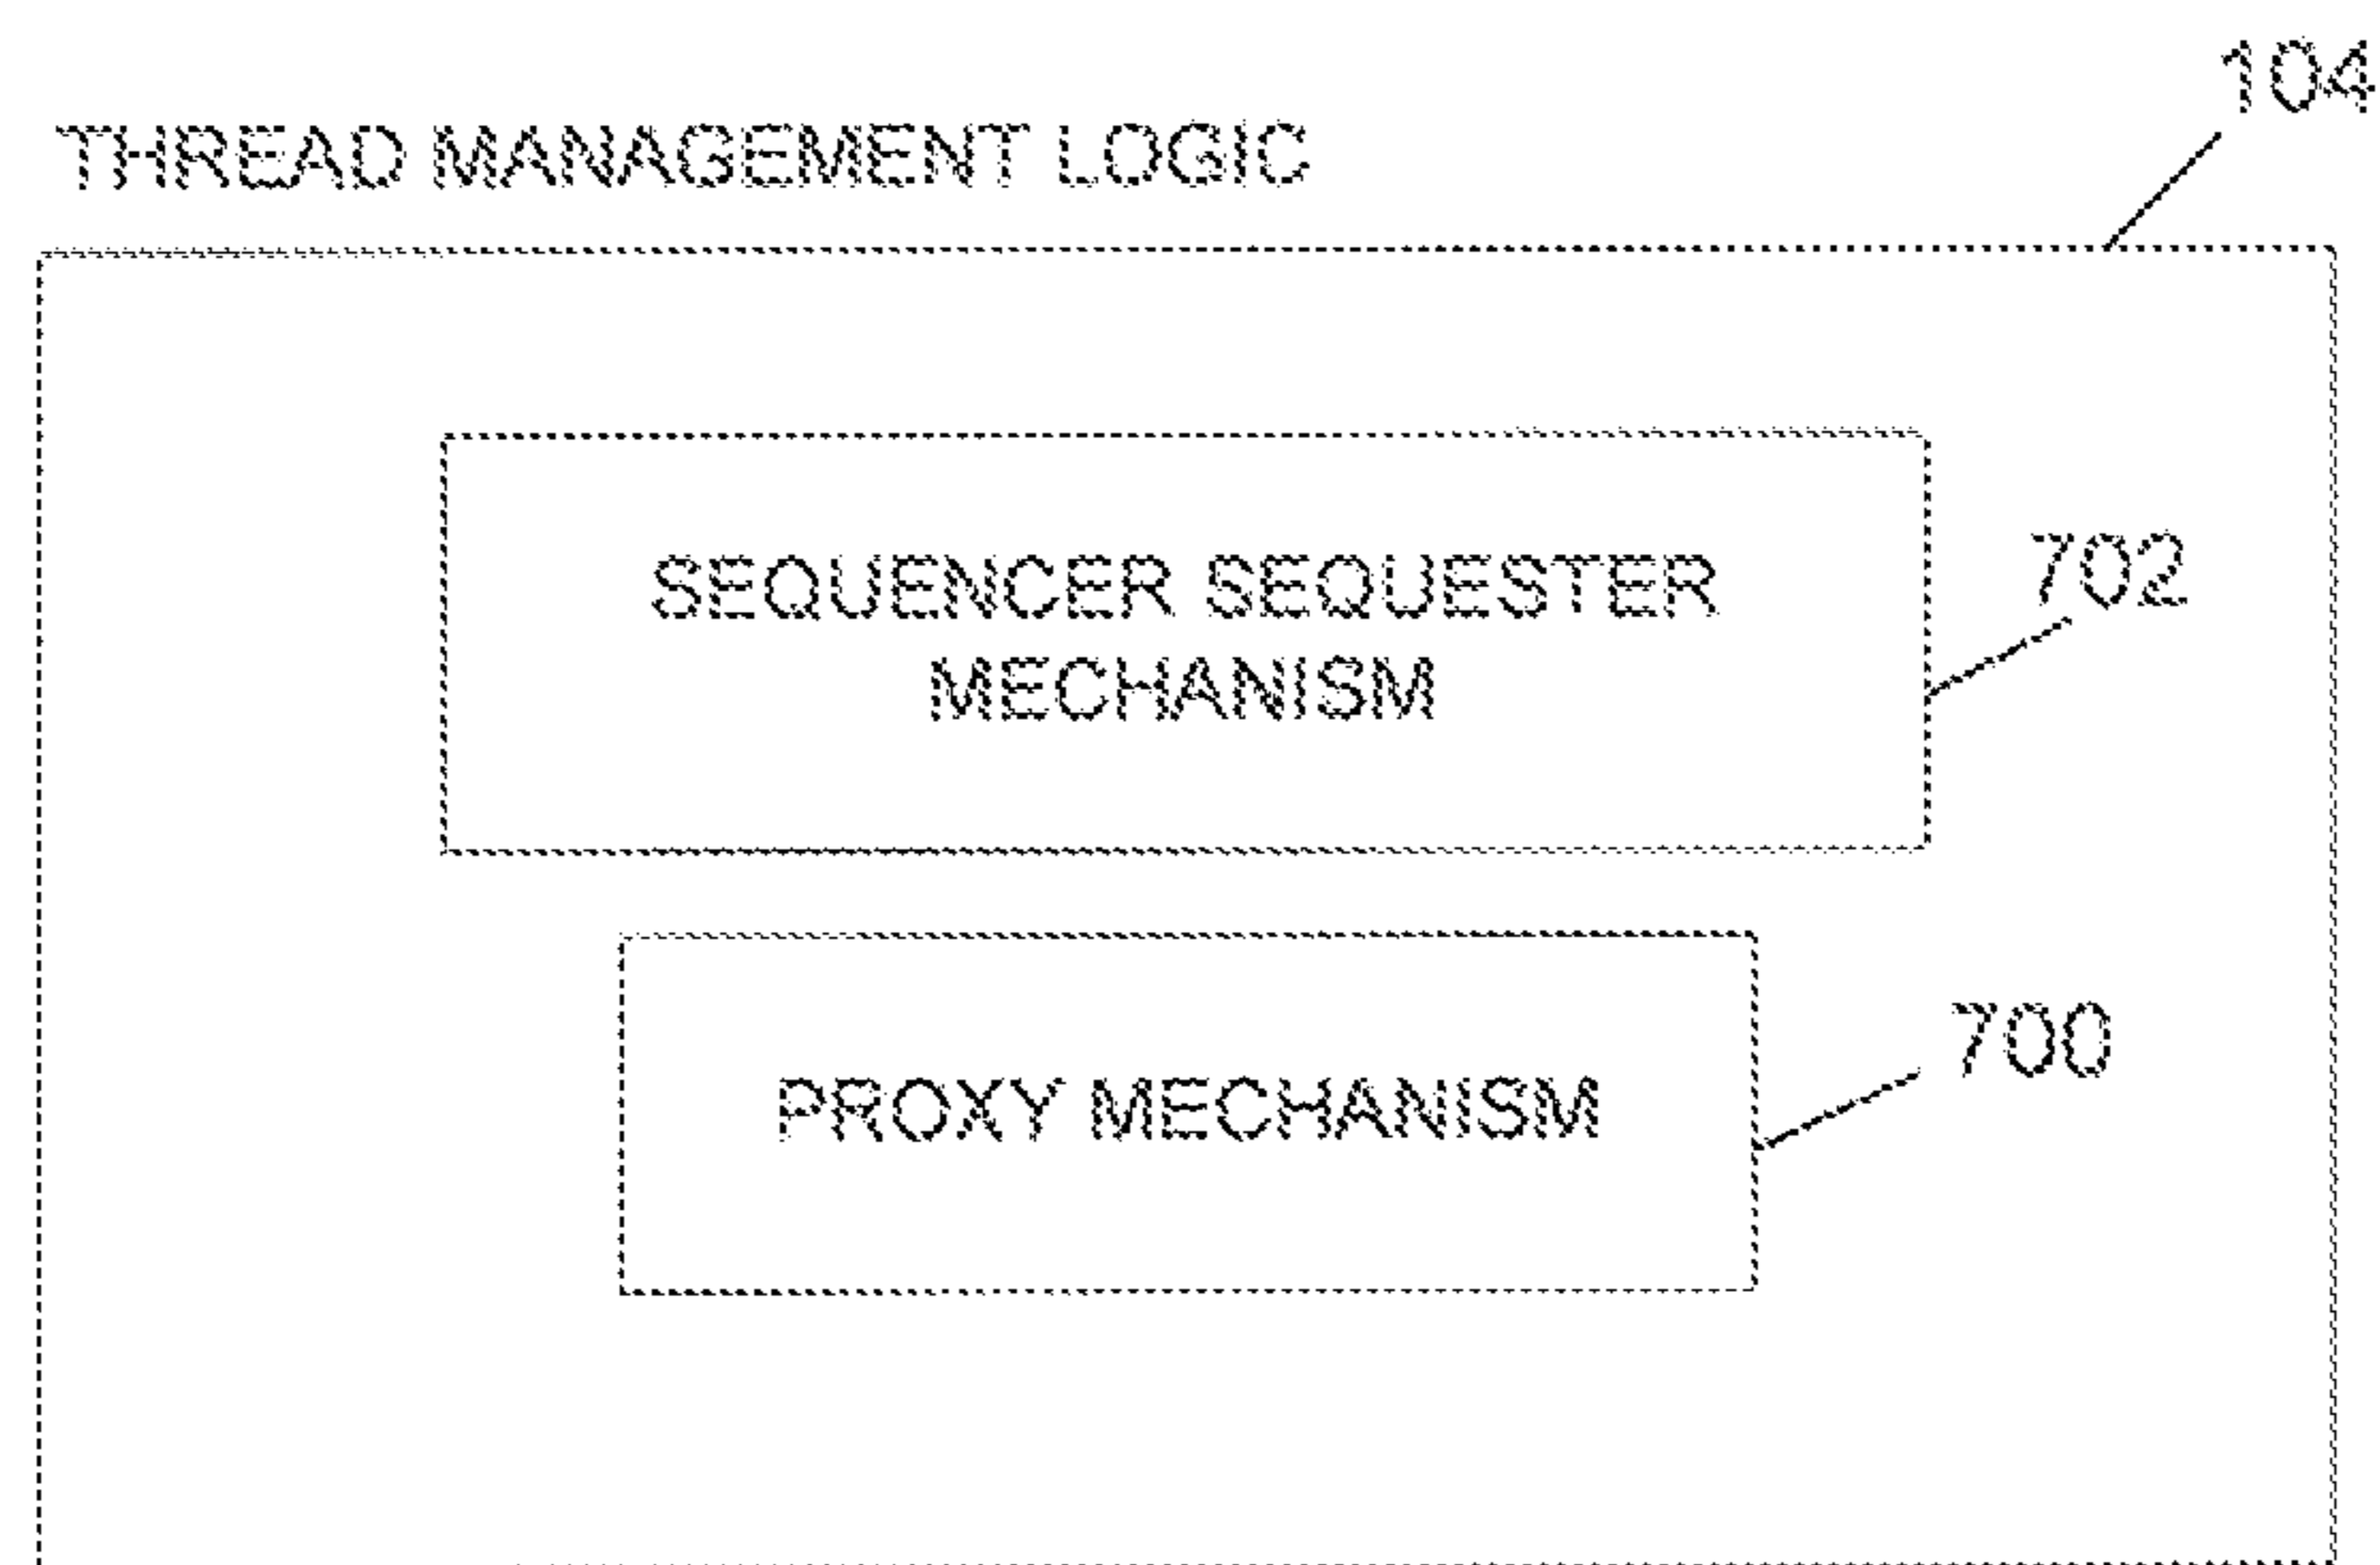 104
THREAD MANAGEMENT LOGIC
SEQUENCER SEQUESTER
MECHANISM
702
PROXY MECHANISM
700